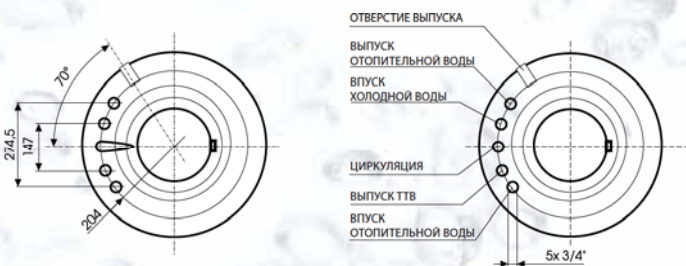 70°
274,5
147
204
ОТВЕРСТИЕ ВЫПУСКА
ВЫПУСК
ОТОПИТЕЛЬНОЙ ВОДЫ
ВПУСК
ХОЛОДНОЙ ВОДЫ
ЦИРКУЛЯЦИЯ
ВЫПУСК ТТВ
ВПУСК
ОТОПИТЕЛЬНОЙ ВОДЫ
5x 3/4"